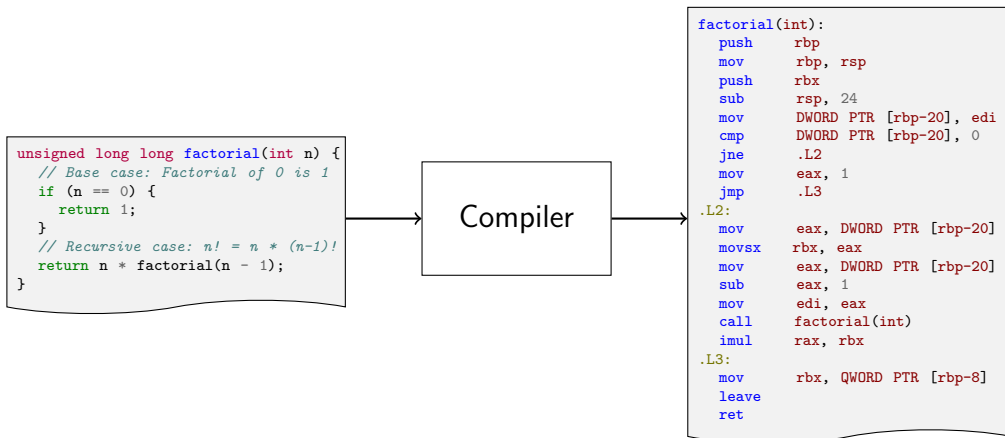 unsigned long long factorial(int n) {
  // Base case: Factorial of 0 is 1
  if (n == 0) {
    return 1;
  }
  // Recursive case: n! = n * (n-1)!
  return n * factorial(n - 1);
}
Compiler
factorial(int):
  push rbp
  mov rbp, rsp
  push rbx
  sub rsp, 24
  mov DWORD PTR [rbp-20], edi
  cmp DWORD PTR [rbp-20], 0
  jne .L2
  mov eax, 1
  jmp .L3
.L2:
  mov eax, DWORD PTR [rbp-20]
  movsx rbx, eax
  mov eax, DWORD PTR [rbp-20]
  sub eax, 1
  mov edi, eax
  call factorial(int)
  imul rax, rbx
.L3:
  mov rbx, QWORD PTR [rbp-8]
  leave
  ret